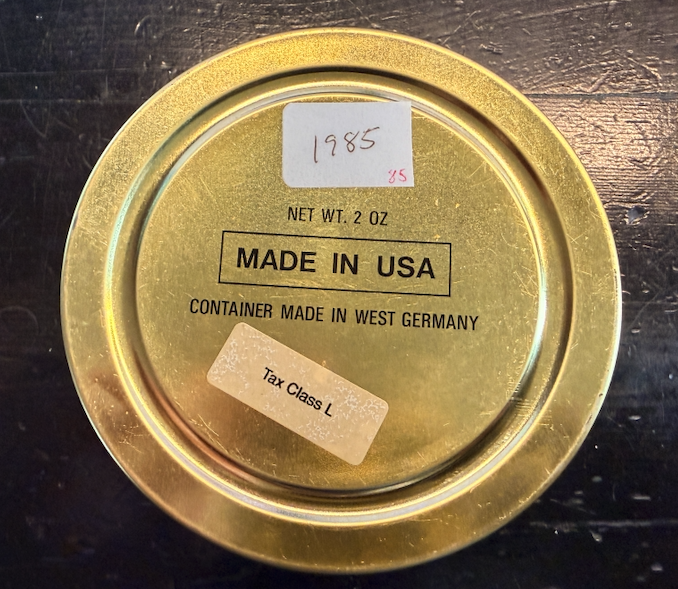 1985
85
NET WT. 2 OZ
MADE IN USA
CONTAINER MADE IN WEST GERMANY
Tax Class L